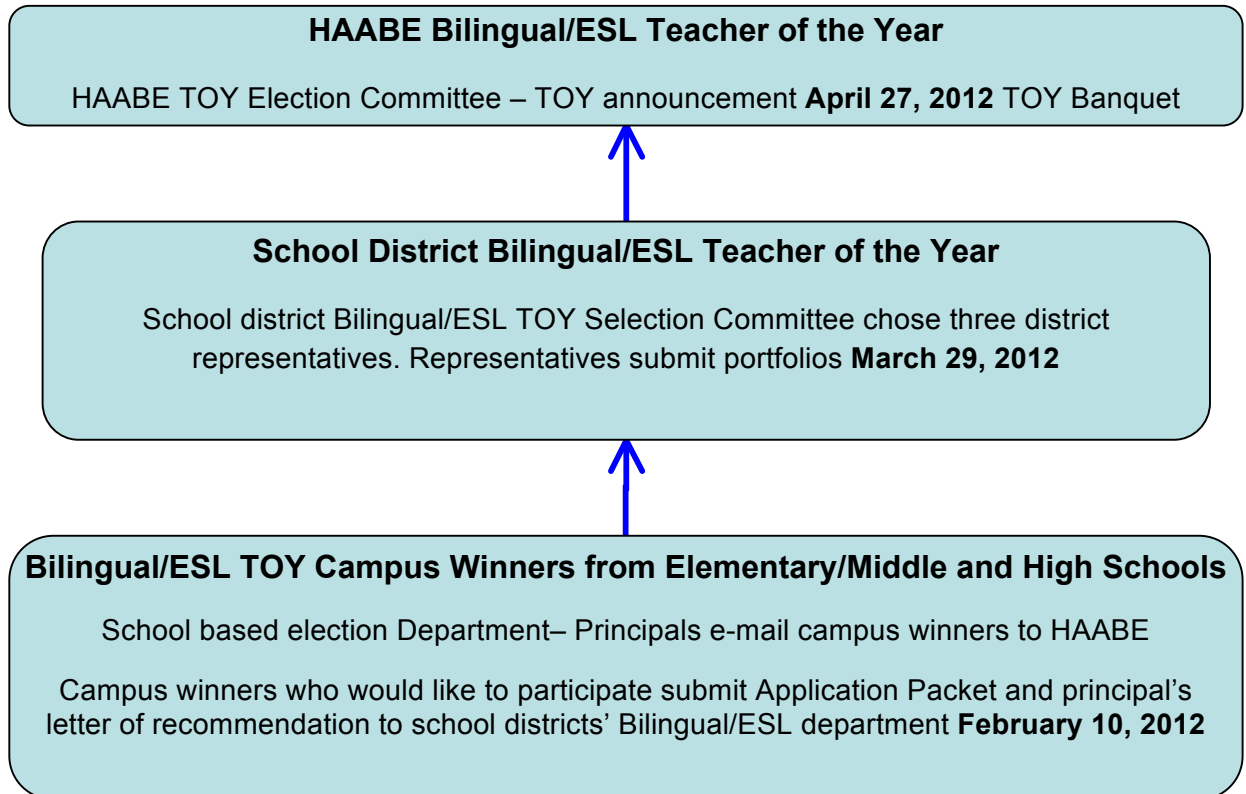 HAABE Bilingual/ESL Teacher of the Year
HAABE TOY Election Committee – TOY announcement April 27, 2012 TOY Banquet
School District Bilingual/ESL Teacher of the Year
School district Bilingual/ESL TOY Selection Committee chose three district
representatives. Representatives submit portfolios March 29, 2012
Bilingual/ESL TOY Campus Winners from Elementary/Middle and High Schools
School based election Department– Principals e-mail campus winners to HAABE
Campus winners who would like to participate submit Application Packet and principal’s
letter of recommendation to school districts’ Bilingual/ESL department February 10, 2012